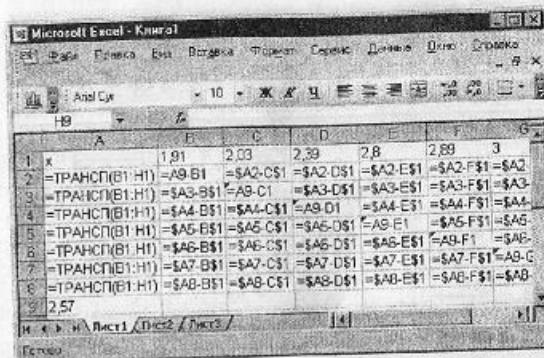 Microsoft Excel - Книга1
Файл Правка Вид Вставка Формат Сервис Данные Окно Справка
Arial Cyr 10 Ж К Ч
H9 fx
A B C D E F G
1 x 1,91 2,03 2,39 2,8 2,89 3
2 =ТРАНСП(B1:H1) =A9-B1 =$A2-C$1 =$A2-D$1 =$A2-E$1 =$A2-F$1 =$A2
3 =ТРАНСП(B1:H1) =$A3-B$1 =A9-C1 =$A3-D$1 =$A3-E$1 =$A3-F$1 =$A3-
4 =ТРАНСП(B1:H1) =$A4-B$1 =$A4-C$1 =A9-D1 =$A4-E$1 =$A4-F$1 =$A4-
5 =ТРАНСП(B1:H1) =$A5-B$1 =$A5-C$1 =$A5-D$1 =A9-E1 =$A5-F$1 =$A5-
6 =ТРАНСП(B1:H1) =$A6-B$1 =$A6-C$1 =$A6-D$1 =$A6-E$1 =A9-F1 =$A6-
7 =ТРАНСП(B1:H1) =$A7-B$1 =$A7-C$1 =$A7-D$1 =$A7-E$1 =$A7-F$1 =A9-G
8 =ТРАНСП(B1:H1) =$A8-B$1 =$A8-C$1 =$A8-D$1 =$A8-E$1 =$A8-F$1 =$A8-
9 2,57
Лист1 Лист2 Лист3
Готово